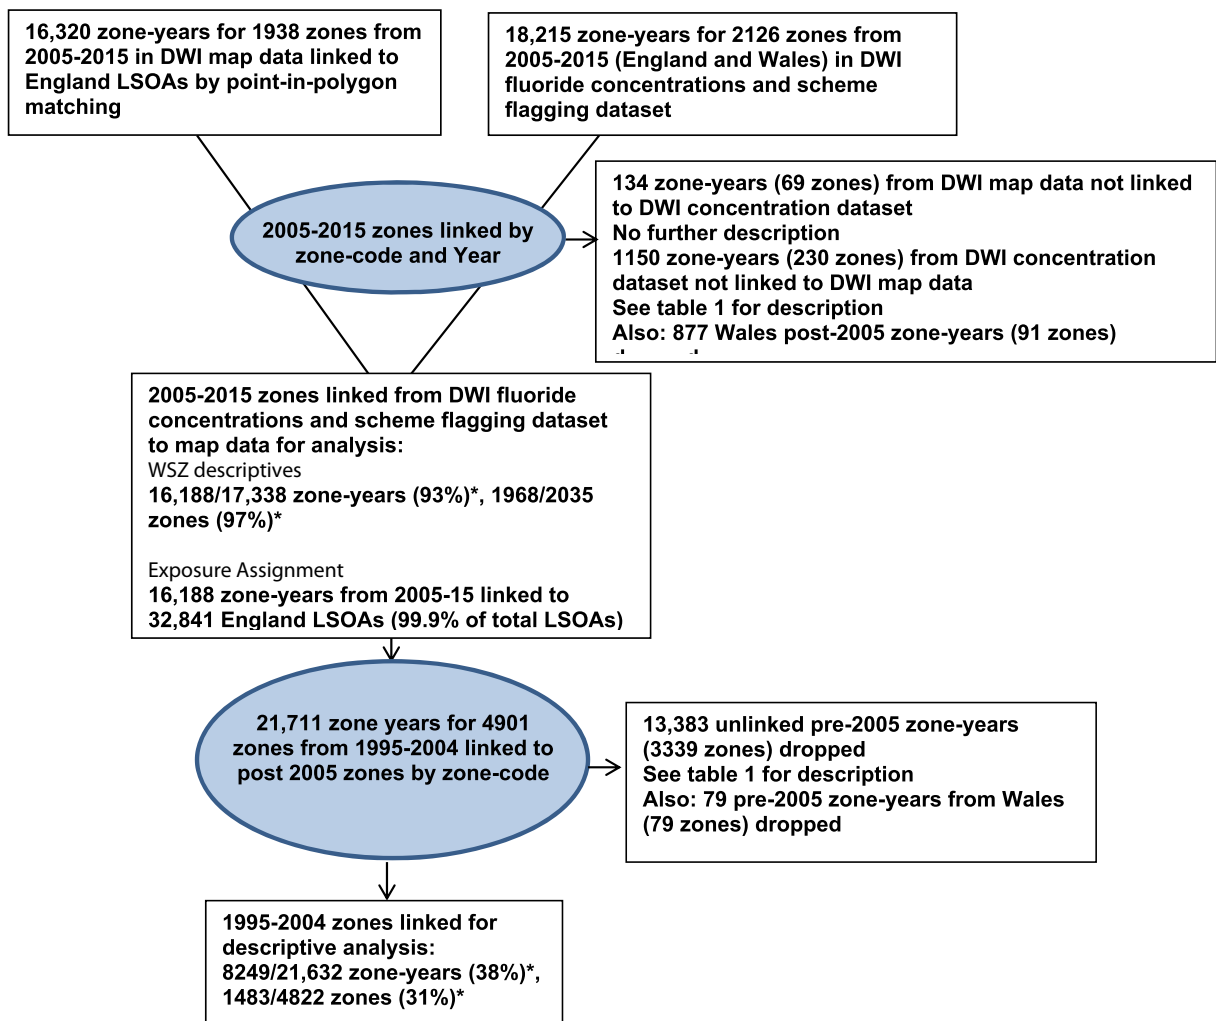 16,320 zone-years for 1938 zones from
2005-2015 in DWI map data linked to
England LSOAs by point-in-polygon
matching
18,215 zone-years for 2126 zones from
2005-2015 (England and Wales) in DWI
fluoride concentrations and scheme
flagging dataset
2005-2015 zones linked by
zone-code and Year
134 zone-years (69 zones) from DWI map data not linked
to DWI concentration dataset
No further description
1150 zone-years (230 zones) from DWI concentration
dataset not linked to DWI map data
See table 1 for description
Also: 877 Wales post-2005 zone-years (91 zones)
2005-2015 zones linked from DWI fluoride
concentrations and scheme flagging dataset
to map data for analysis:
WSZ descriptives
16,188/17,338 zone-years (93%)*, 1968/2035
zones (97%)*
Exposure Assignment
16,188 zone-years from 2005-15 linked to
32,841 England LSOAs (99.9% of total LSOAs)
21,711 zone years for 4901
zones from 1995-2004 linked to
post 2005 zones by zone-code
13,383 unlinked pre-2005 zone-years
(3339 zones) dropped
See table 1 for description
Also: 79 pre-2005 zone-years from Wales
(79 zones) dropped
1995-2004 zones linked for
descriptive analysis:
8249/21,632 zone-years (38%)*,
1483/4822 zones (31%)*